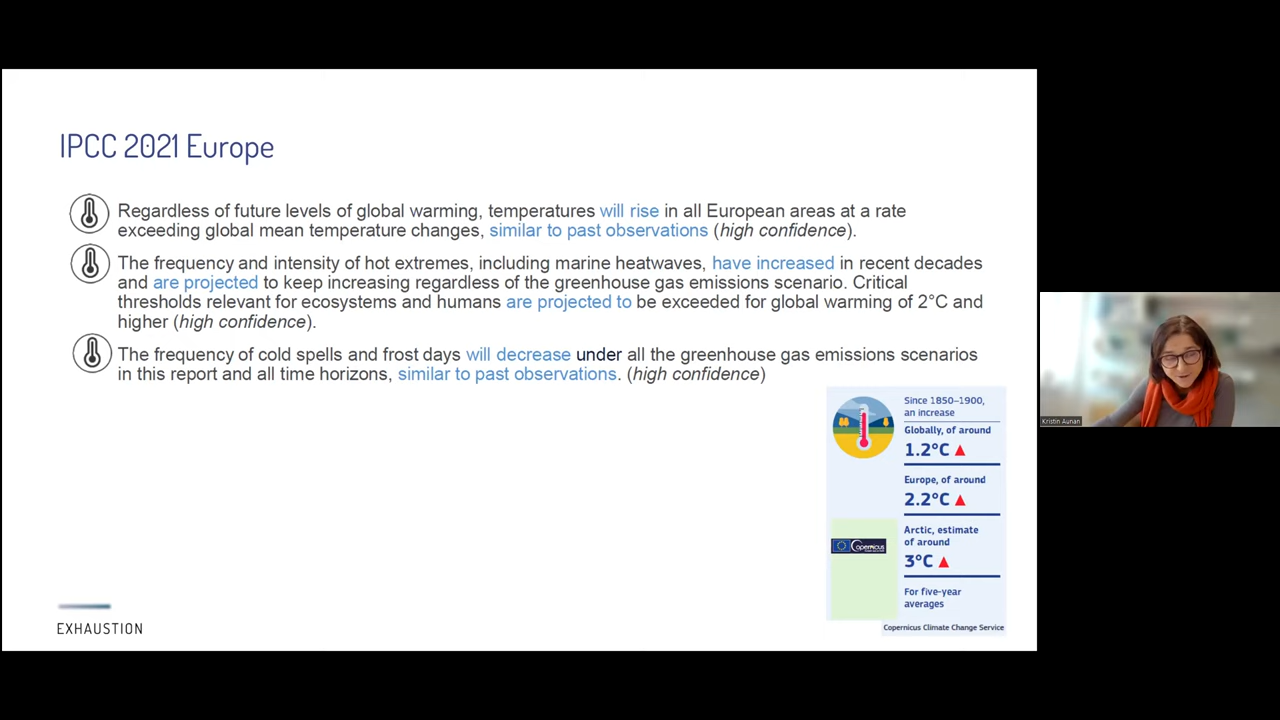 IPCC 2021 Europe
Regardless of future levels of global warming, temperatures will rise in all European areas at a rate
exceeding global mean temperature changes, similar to past observations (high confidence).
The frequency and intensity of hot extremes, including marine heatwaves, have increased in recent decades
and are projected to keep increasing regardless of the greenhouse gas emissions scenario. Critical
thresholds relevant for ecosystems and humans are projected to be exceeded for global warming of 2°C and
higher (high confidence).
The frequency of cold spells and frost days will decrease under all the greenhouse gas emissions scenarios
in this report and all time horizons, similar to past observations. (high confidence)
Since 1850–1900,
an increase
Globally, of around
1.2°C
Europe, of around
2.2°C
Arctic, estimate
of around
3°C
For five-year
averages
Copernicus
Copernicus Climate Change Service
EXHAUSTION
Kristin Aunan